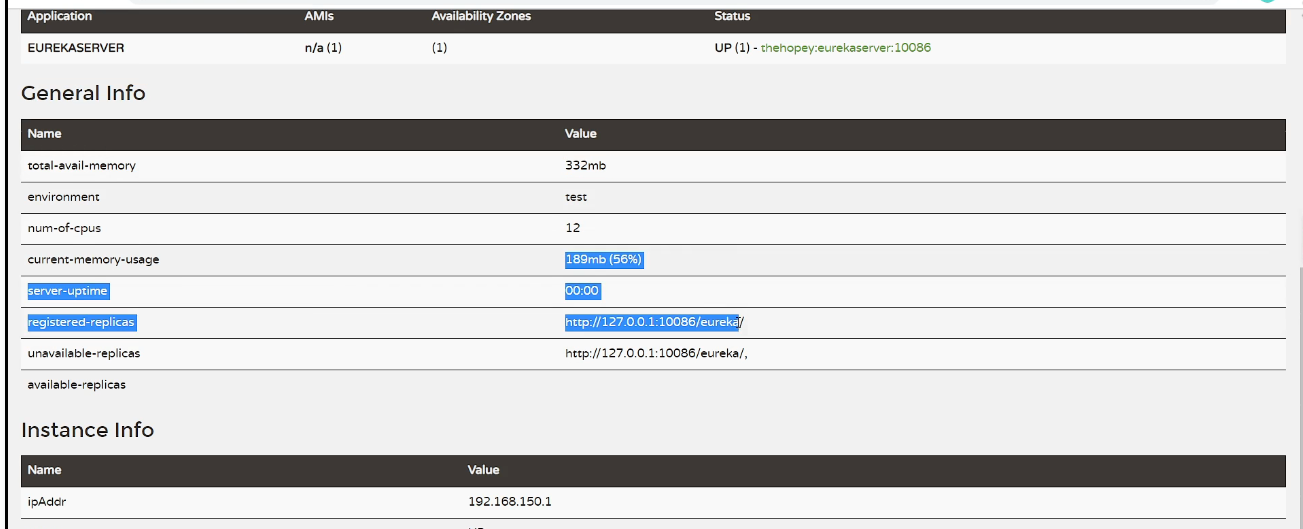 Application AMIs Availability Zones Status
EUREKASERVER n/a (1) (1) UP (1) - thehopey:eurekaserver:10086
General Info
Name Value
total-avail-memory 332mb
environment test
num-of-cpus 12
current-memory-usage 189mb (56%)
server-uptime 00:00
registered-replicas http://127.0.0.1:10086/eureka/
unavailable-replicas http://127.0.0.1:10086/eureka/,
available-replicas
Instance Info
Name Value
ipAddr 192.168.150.1